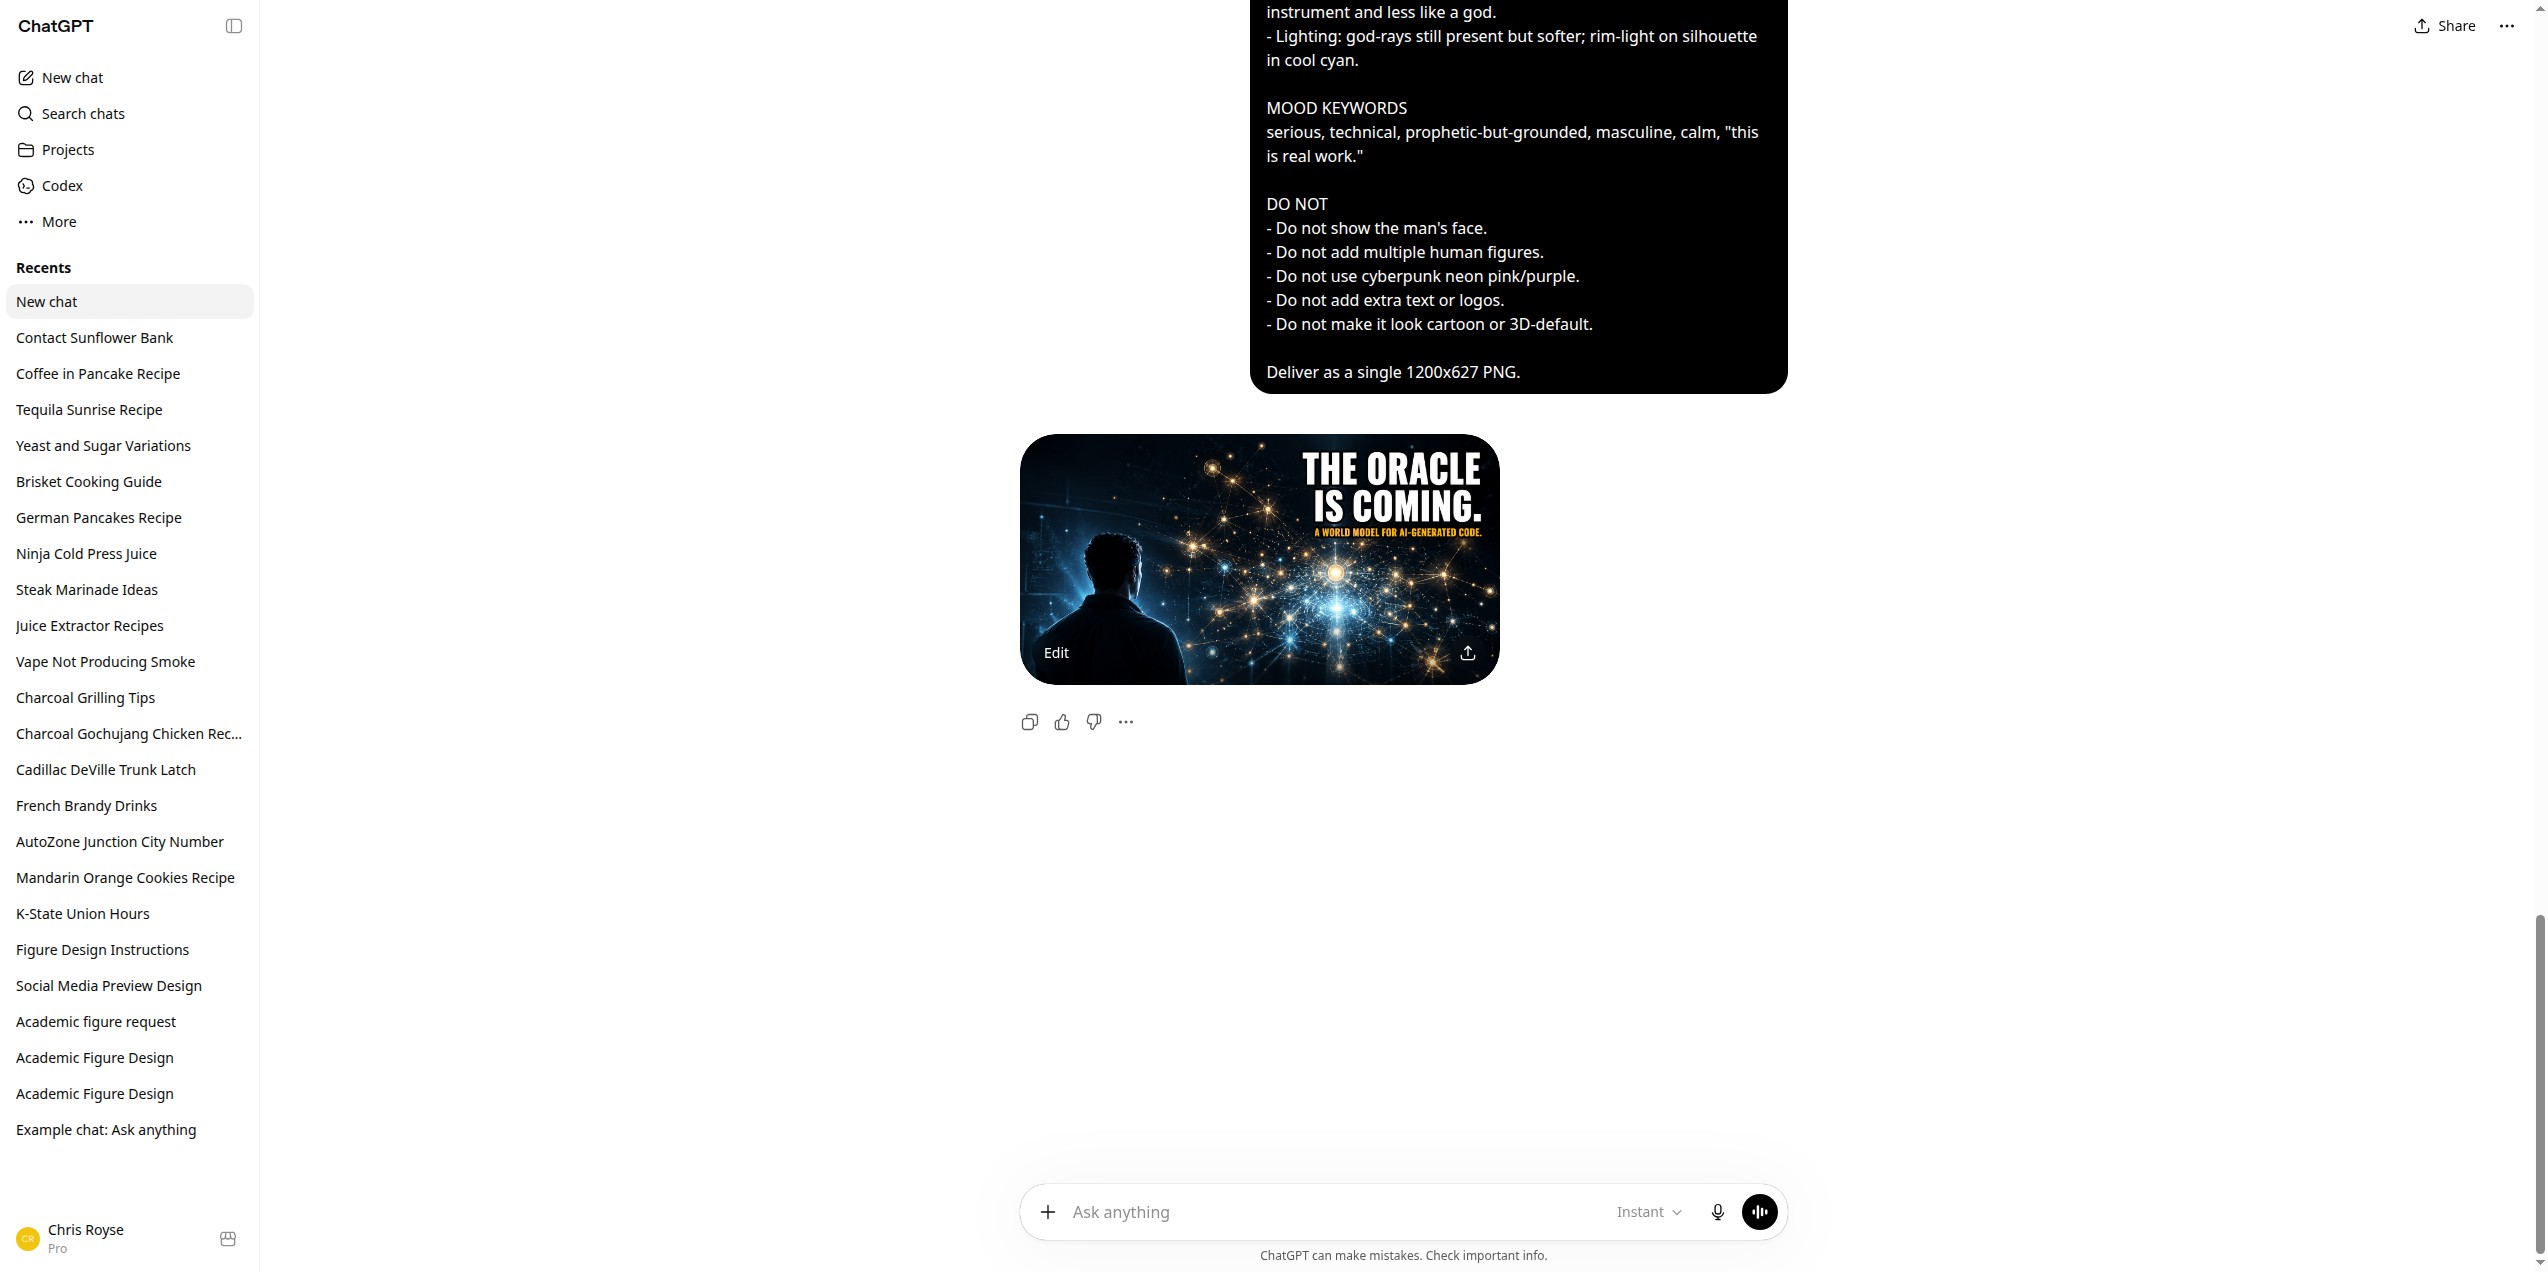 ChatGPT
New chat
Search chats
Projects
Codex
More
Recents
New chat
Contact Sunflower Bank
Coffee in Pancake Recipe
Tequila Sunrise Recipe
Yeast and Sugar Variations
Brisket Cooking Guide
German Pancakes Recipe
Ninja Cold Press Juice
Steak Marinade Ideas
Juice Extractor Recipes
Vape Not Producing Smoke
Charcoal Grilling Tips
Charcoal Gochujang Chicken Rec...
Cadillac DeVille Trunk Latch
French Brandy Drinks
AutoZone Junction City Number
Mandarin Orange Cookies Recipe
K-State Union Hours
Figure Design Instructions
Social Media Preview Design
Academic figure request
Academic Figure Design
Academic Figure Design
Example chat: Ask anything
CR
Chris Royse
Pro
Share
instrument and less like a god.
- Lighting: god-rays still present but softer; rim-light on silhouette
in cool cyan.
MOOD KEYWORDS
serious, technical, prophetic-but-grounded, masculine, calm, "this
is real work."
DO NOT
- Do not show the man's face.
- Do not add multiple human figures.
- Do not use cyberpunk neon pink/purple.
- Do not add extra text or logos.
- Do not make it look cartoon or 3D-default.
Deliver as a single 1200x627 PNG.
THE ORACLE
IS COMING.
A WORLD MODEL FOR AI-GENERATED CODE.
Edit
Ask anything
Instant
ChatGPT can make mistakes. Check important info.